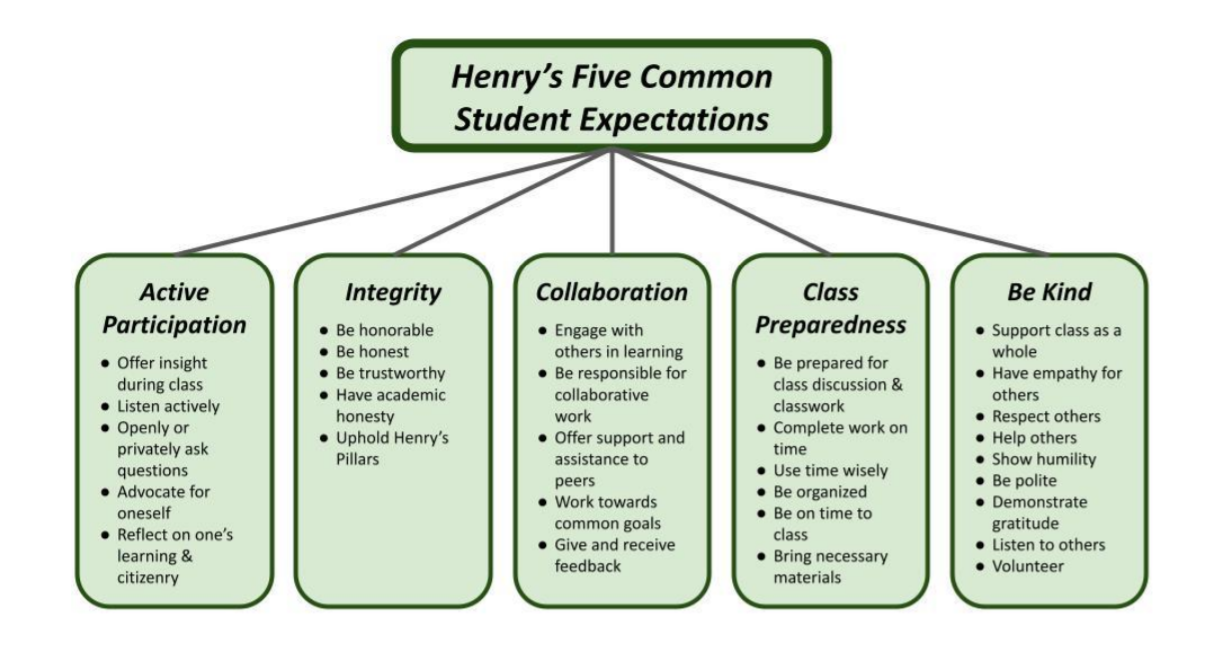 Henry’s Five Common
Student Expectations
Active
Participation
● Offer insight
during class
● Listen actively
● Openly or
privately ask
questions
● Advocate for
oneself
● Reflect on one’s
learning &
citizenry
Integrity
● Be honorable
● Be honest
● Be trustworthy
● Have academic
honesty
● Uphold Henry’s
Pillars
Collaboration
● Engage with
others in learning
● Be responsible for
collaborative
work
● Offer support and
assistance to
peers
● Work towards
common goals
● Give and receive
feedback
Class
Preparedness
● Be prepared for
class discussion &
classwork
● Complete work on
time
● Use time wisely
● Be organized
● Be on time to
class
● Bring necessary
materials
Be Kind
● Support class as a
whole
● Have empathy for
others
● Respect others
● Help others
● Show humility
● Be polite
● Demonstrate
gratitude
● Listen to others
● Volunteer